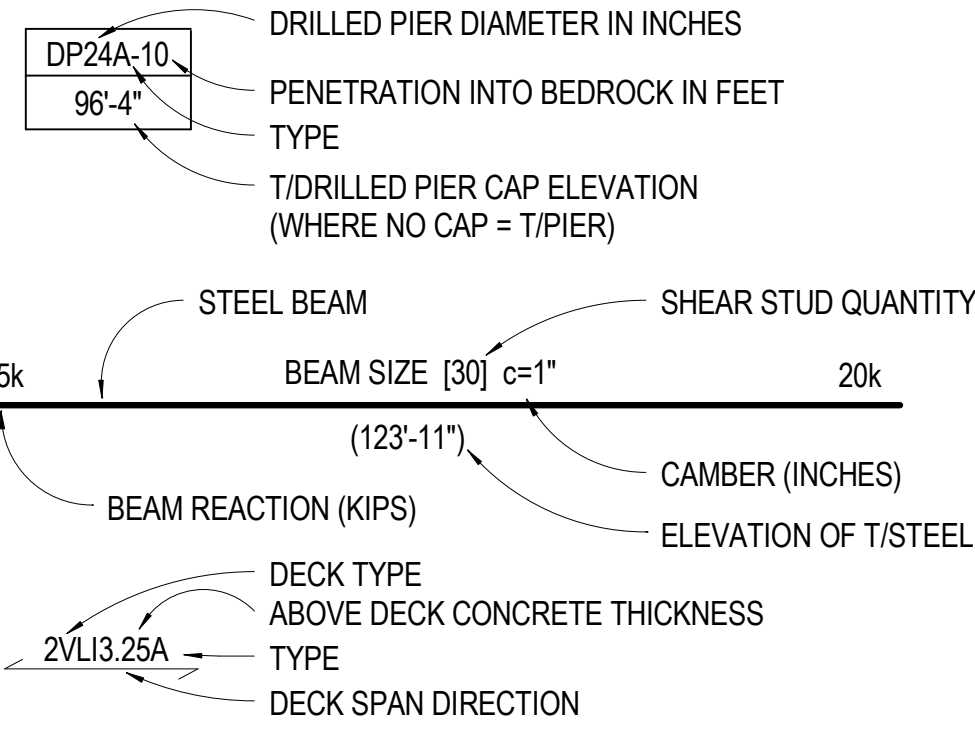 DRILLED PIER DIAMETER IN INCHES
DP24A-10
PENETRATION INTO BEDROCK IN FEET
96'-4"
TYPE
T/DRILLED PIER CAP ELEVATION
(WHERE NO CAP = T/PIER)
STEEL BEAM
SHEAR STUD QUANTITY
5k
BEAM SIZE [30] c=1"
20k
(123'-11")
CAMBER (INCHES)
BEAM REACTION (KIPS)
ELEVATION OF T/STEEL
DECK TYPE
ABOVE DECK CONCRETE THICKNESS
2VLI3.25A
TYPE
DECK SPAN DIRECTION